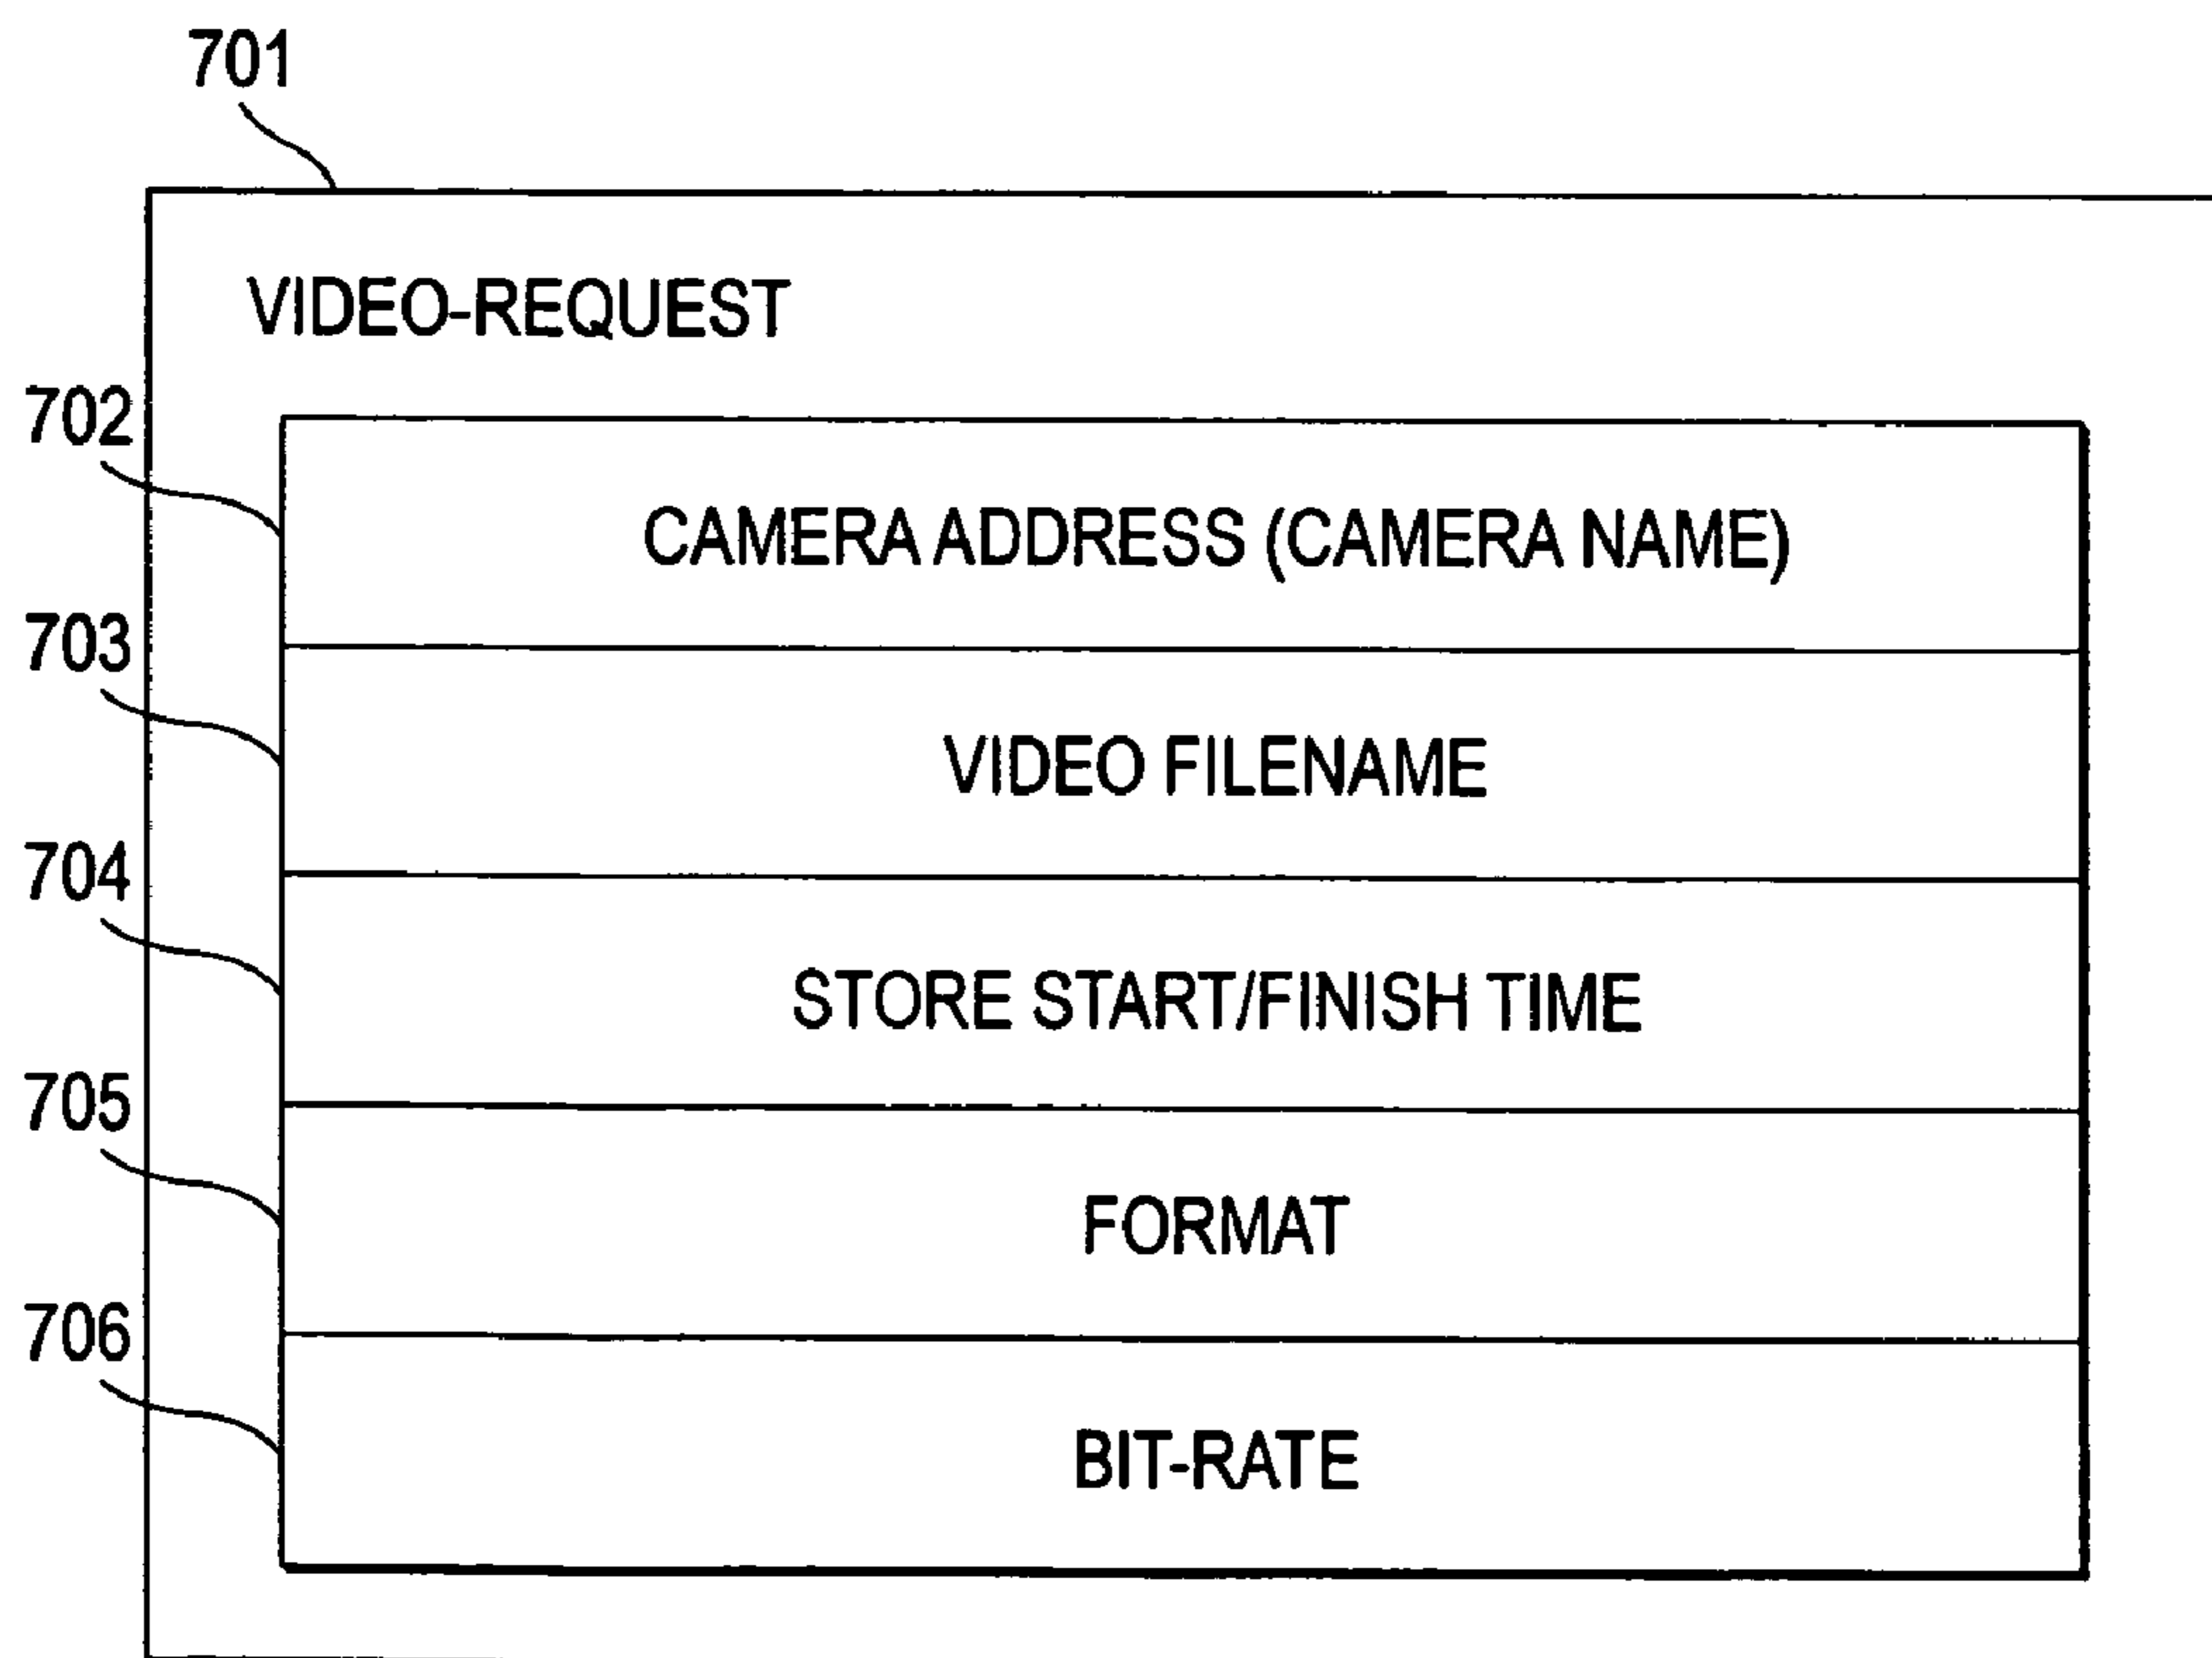 701
VIDEO-REQUEST
702
CAMERA ADDRESS (CAMERA NAME)
703
VIDEO FILENAME
704
STORE START/FINISH TIME
705
FORMAT
706
BIT-RATE